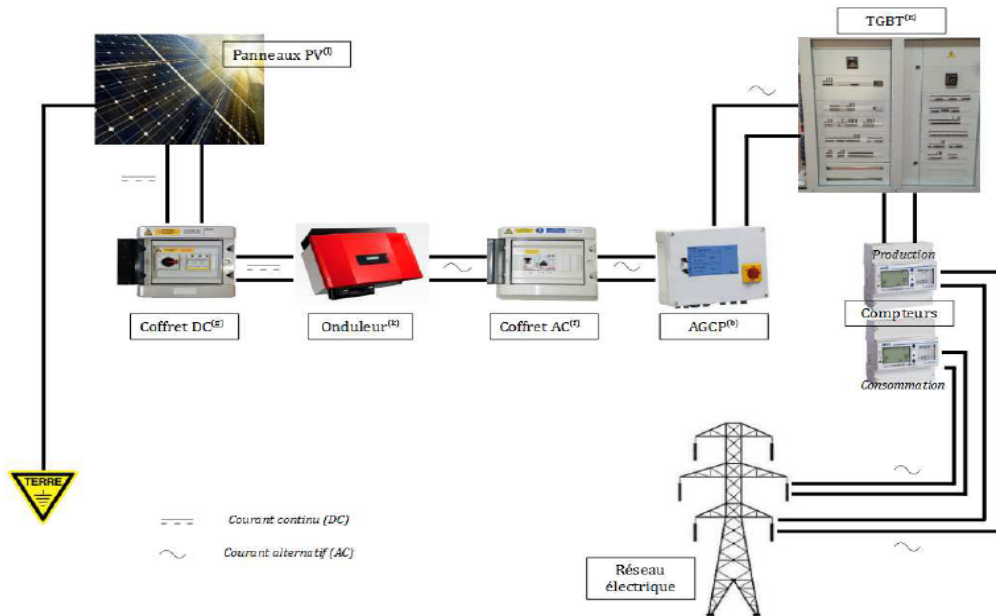 TGBT(n)
Panneaux PV(l)
Production
Coffret DC(g)
Onduleur(k)
Coffret AC(f)
AGCP(b)
Compteurs
Consommation
TERRE
Courant continu (DC)
Courant alternatif (AC)
Réseau
électrique